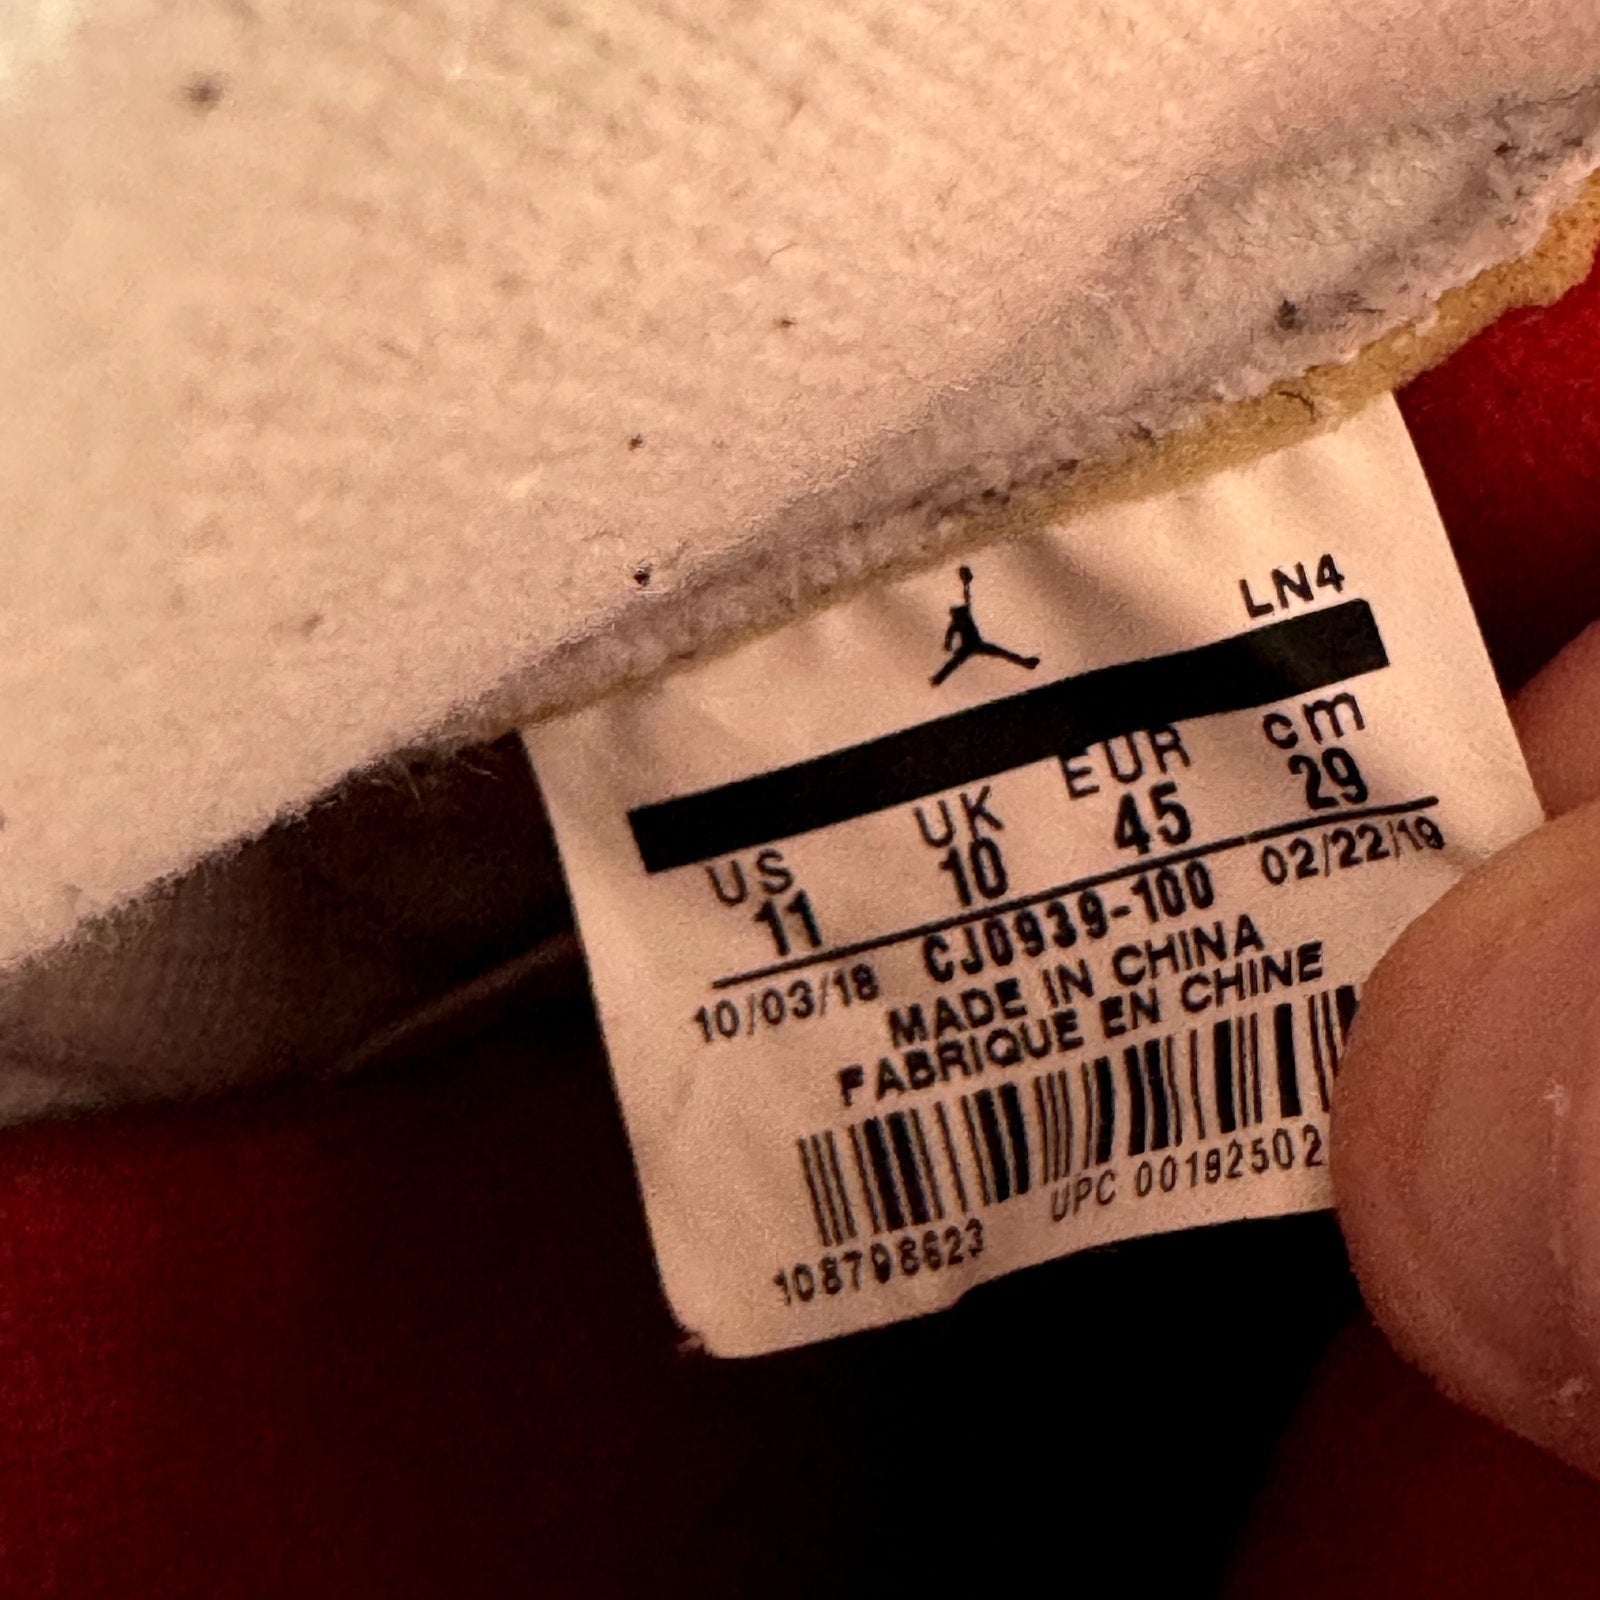 LN4
US UK EUR cm
11 10 45 29
10/03/18 CJ0939-100 02/22/19
MADE IN CHINA
FABRIQUE EN CHINE
UPC 00192502